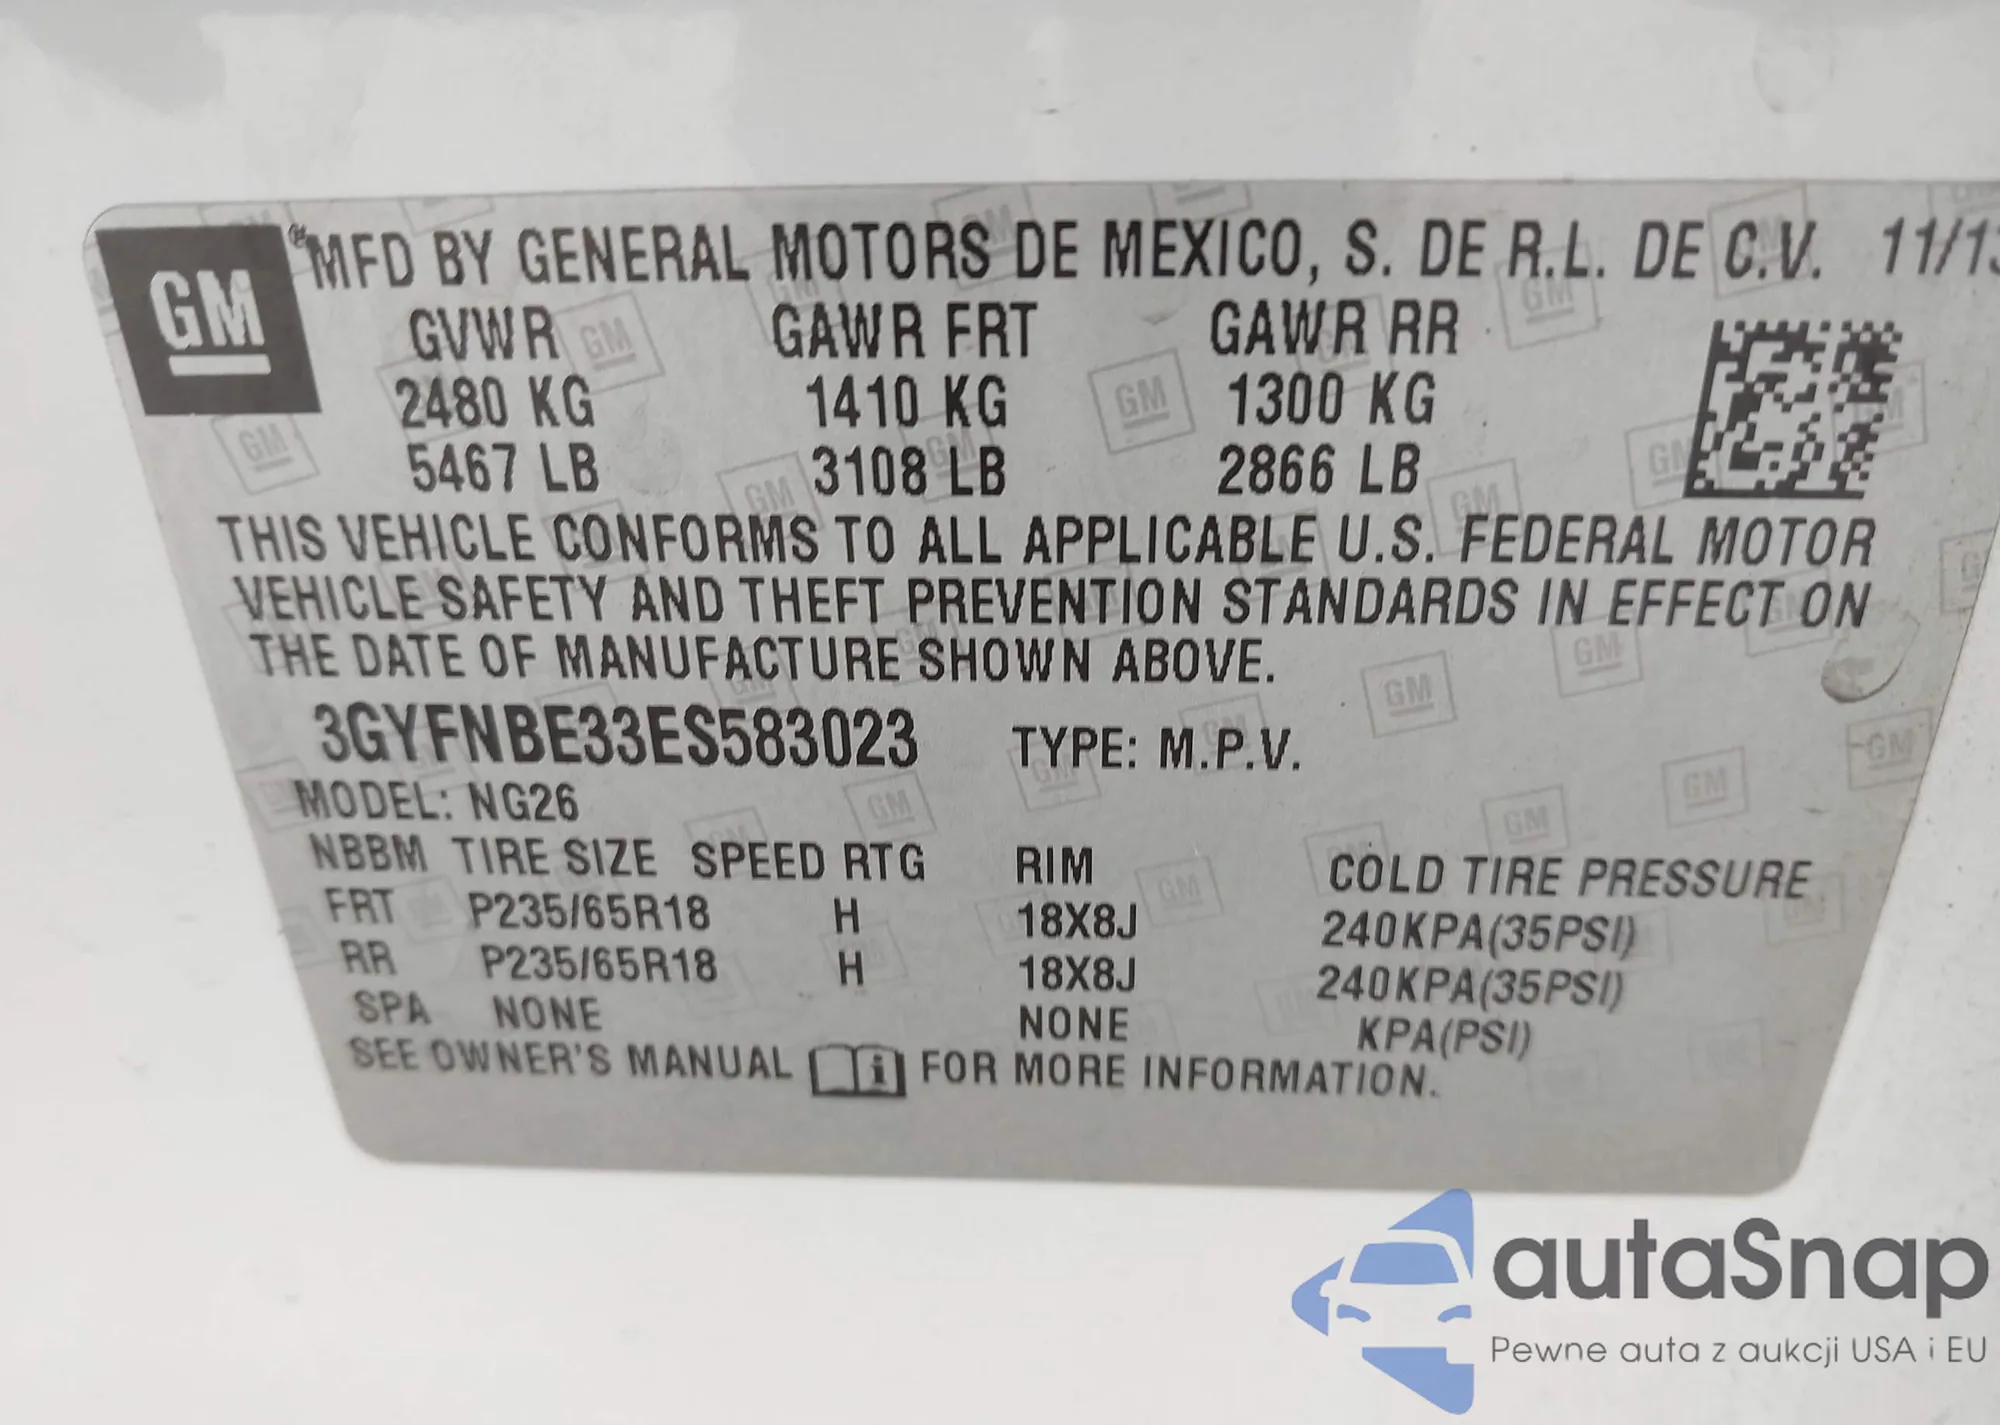 GM
®MFD BY GENERAL MOTORS DE MEXICO, S. DE R.L. DE C.V. 11/13
GVWR GAWR FRT GAWR RR
2480 KG 1410 KG 1300 KG
5467 LB 3108 LB 2866 LB
THIS VEHICLE CONFORMS TO ALL APPLICABLE U.S. FEDERAL MOTOR
VEHICLE SAFETY AND THEFT PREVENTION STANDARDS IN EFFECT ON
THE DATE OF MANUFACTURE SHOWN ABOVE.
3GYFNBE33ES583023 TYPE: M.P.V.
MODEL: NG26
NBBM TIRE SIZE SPEED RTG RIM COLD TIRE PRESSURE
FRT P235/65R18 H 18X8J 240KPA(35PSI)
RR P235/65R18 H 18X8J 240KPA(35PSI)
SPA NONE NONE KPA(PSI)
SEE OWNER'S MANUAL FOR MORE INFORMATION.
autaSnap
Pewne auta z aukcji USA i EU